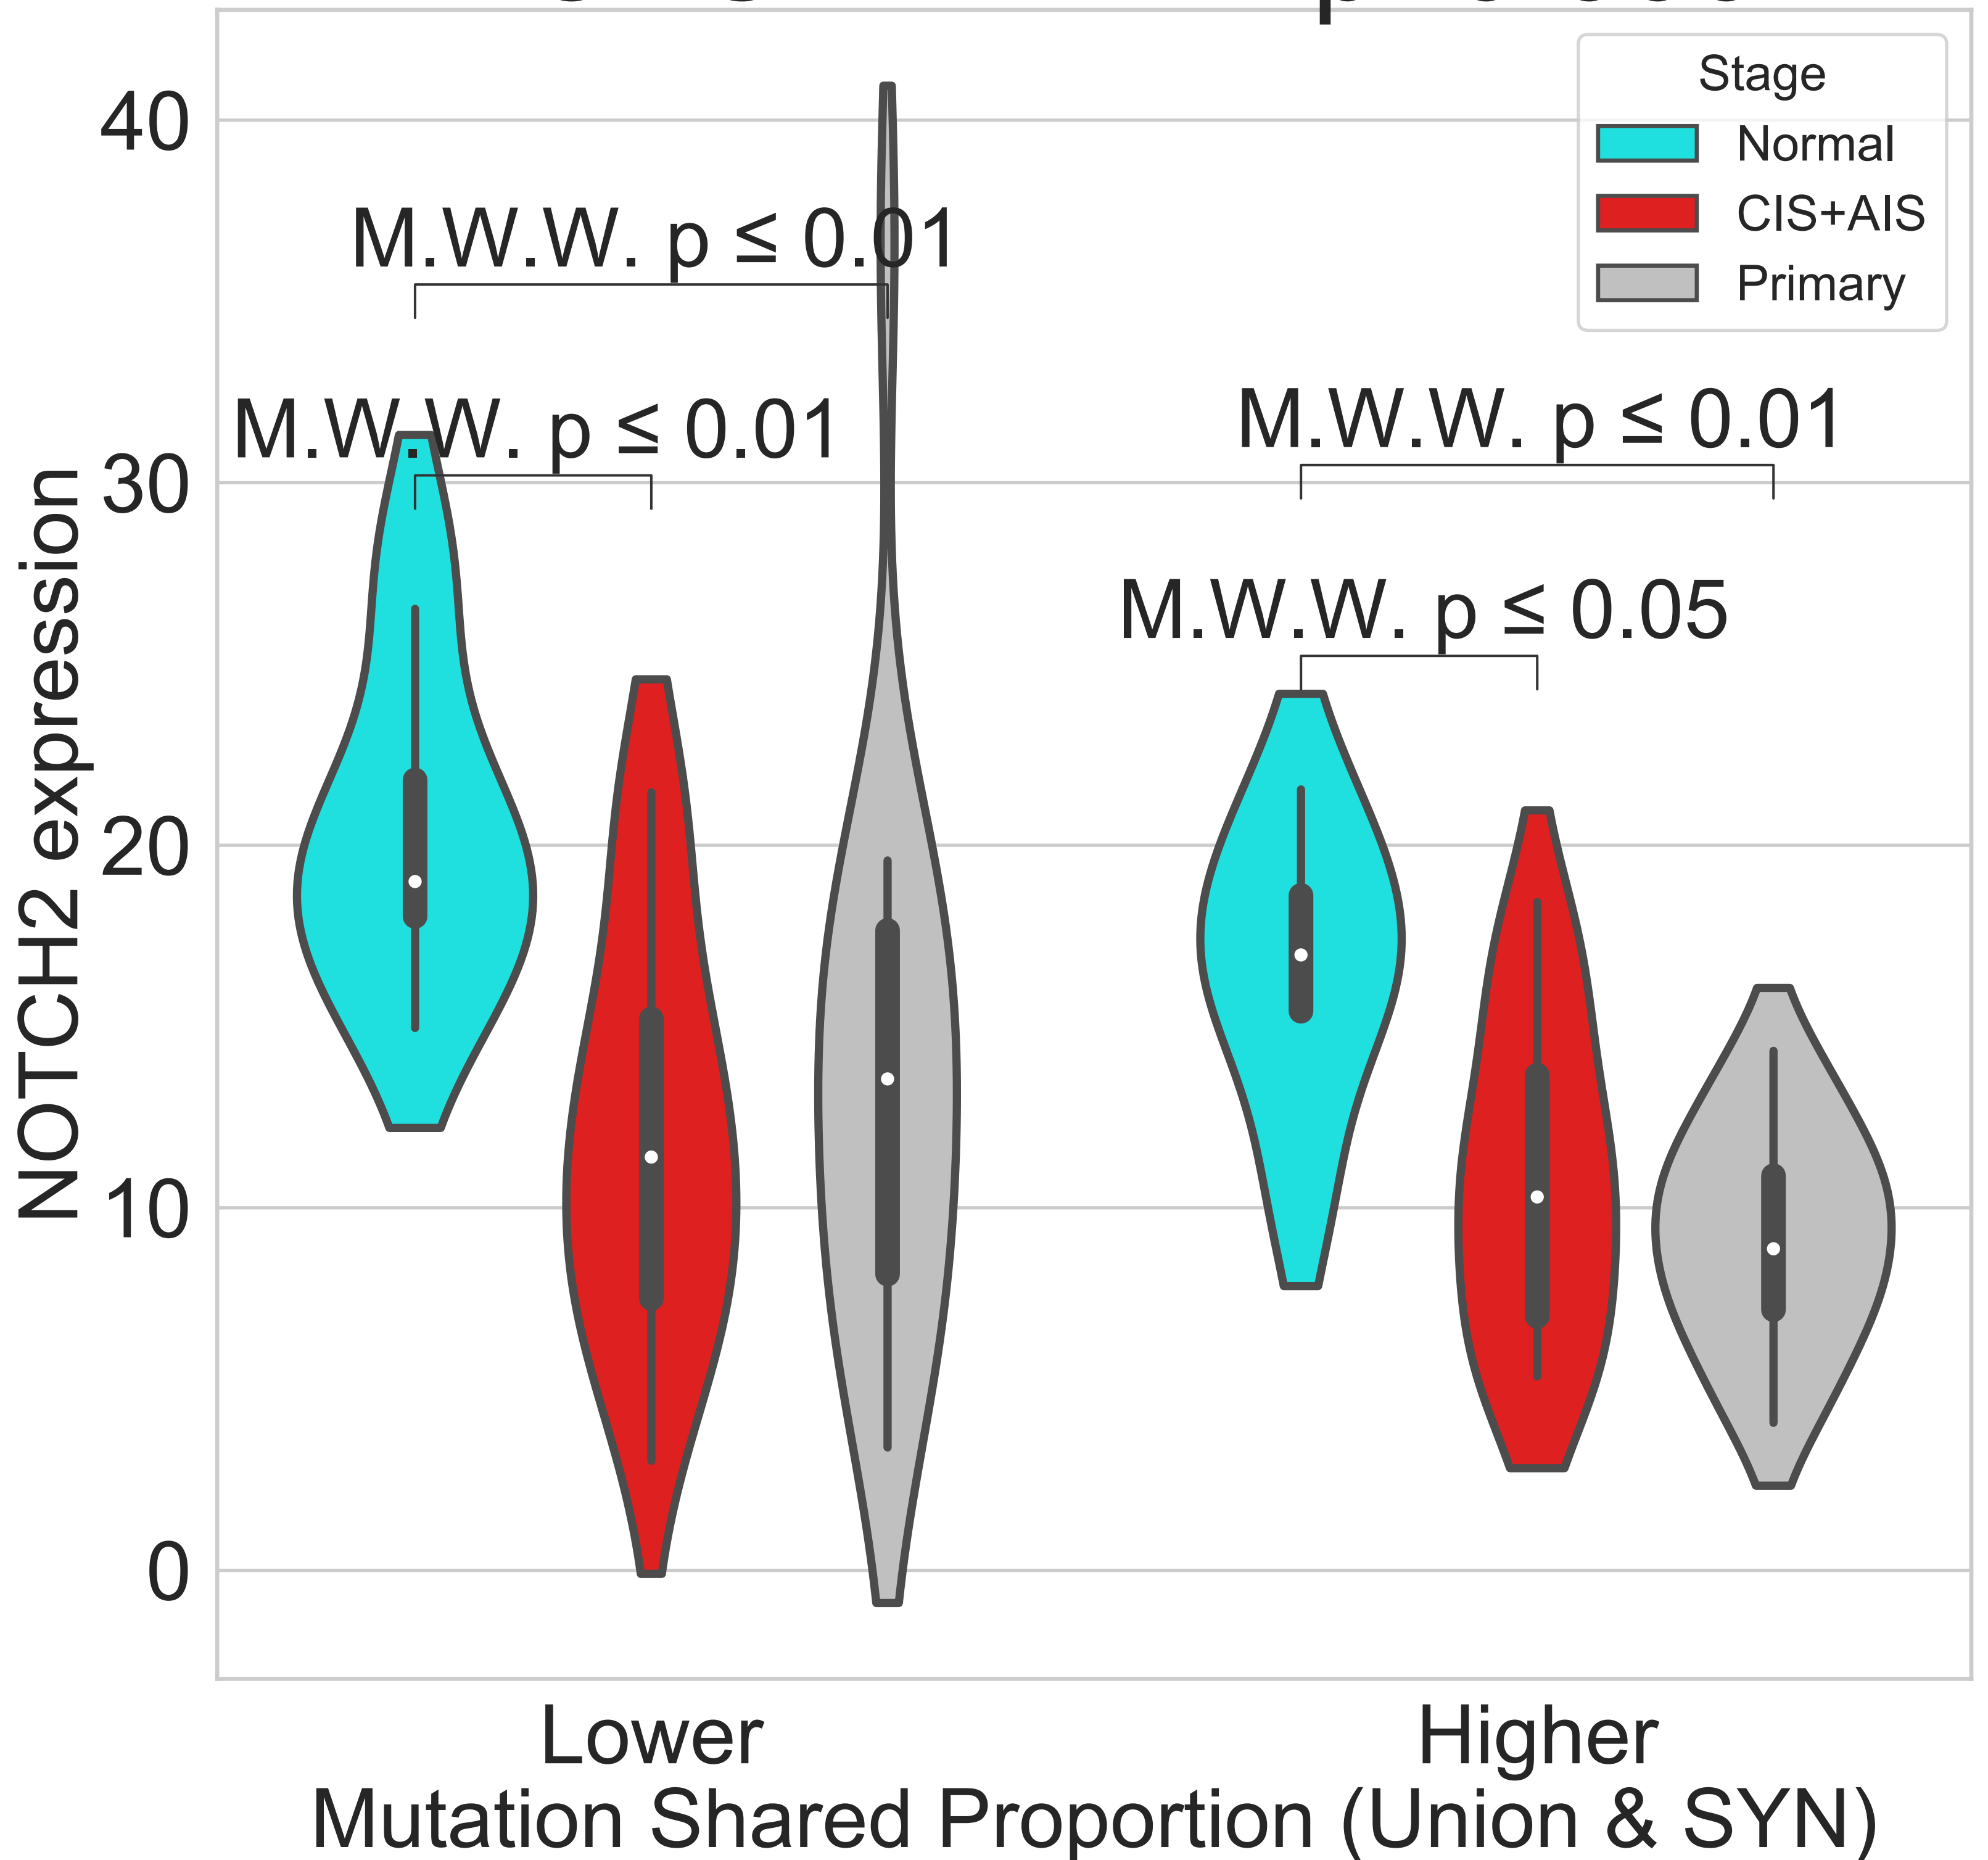 Stage
Normal
CIS+AIS
Primary
40
30
20
10
0
NOTCH2 expression
M.W.W. p ≤ 0.01
M.W.W. p ≤ 0.01
M.W.W. p ≤ 0.01
M.W.W. p ≤ 0.05
Lower
Higher
Mutation Shared Proportion (Union & SYN)